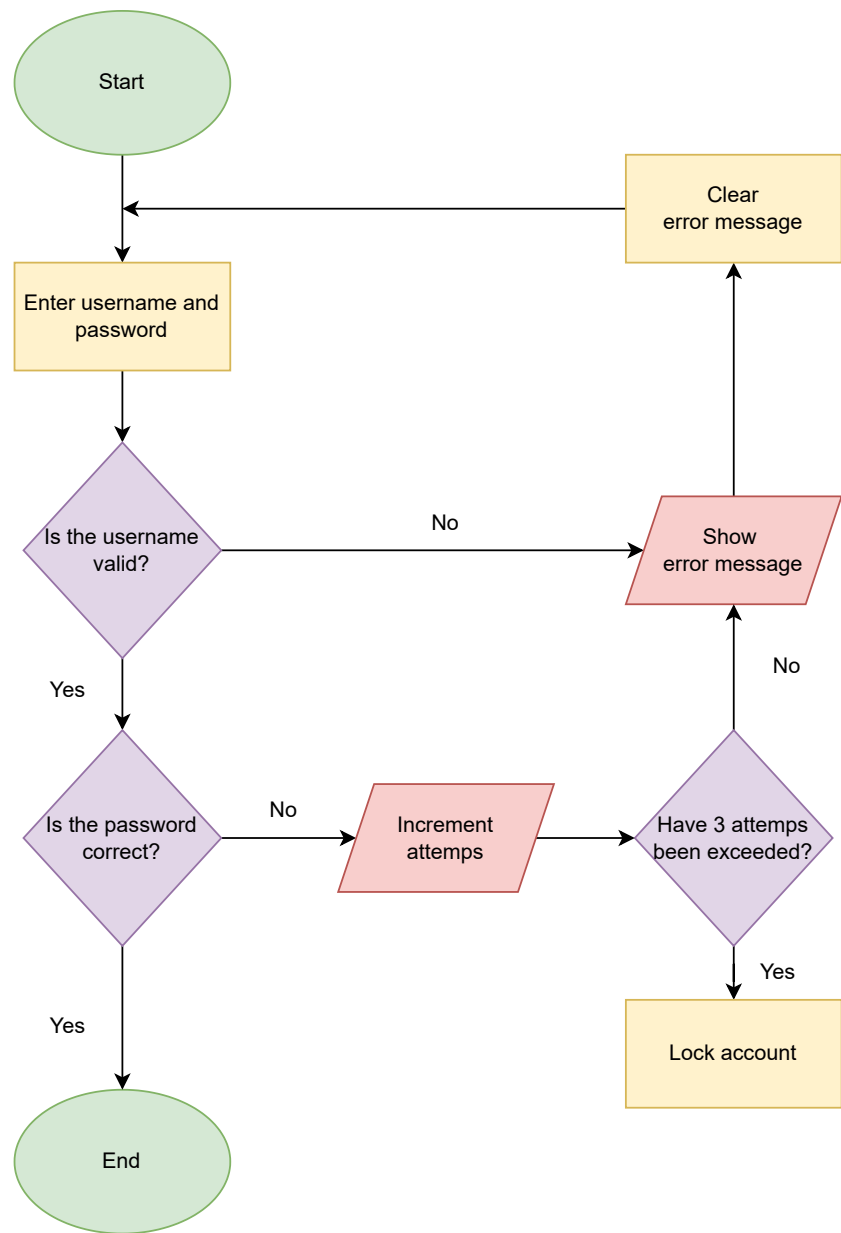 Start
Clear
error message
Enter username and
password
Is the username
valid?
No
Show
error message
Yes
No
Is the password
correct?
No
Increment
attemps
Have 3 attemps
been exceeded?
Yes
Yes
Lock account
End